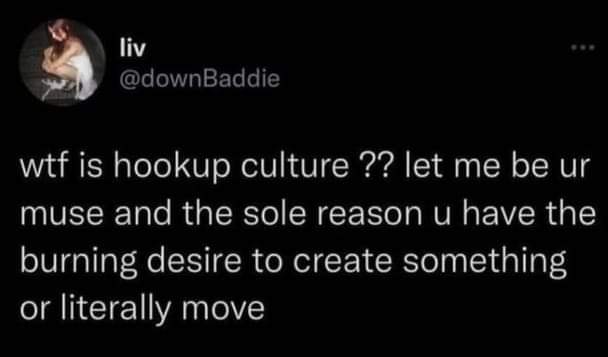 liv
@downBaddie
wtf is hookup culture ?? let me be ur
muse and the sole reason u have the
burning desire to create something
or literally move